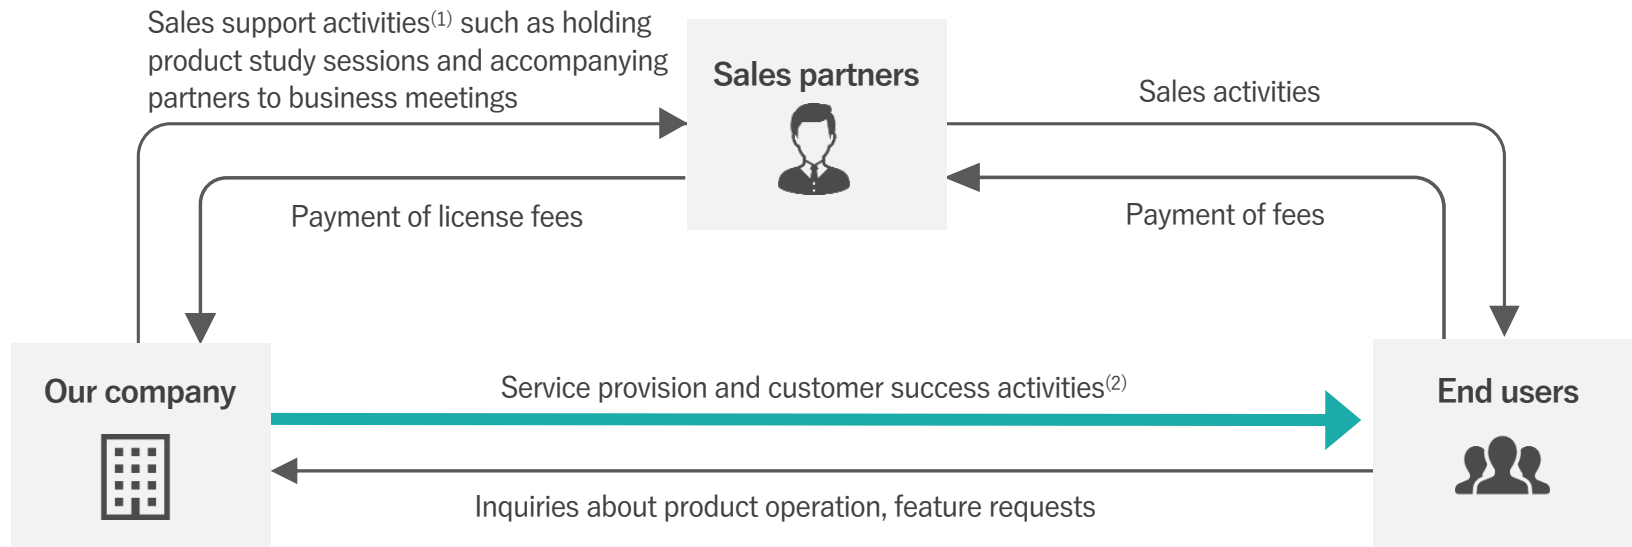 Sales support activities(1) such as holding
product study sessions and accompanying
partners to business meetings
Sales partners
Sales activities
Payment of license fees
Payment of fees
Our company
Service provision and customer success activities(2)
End users
Inquiries about product operation, feature requests